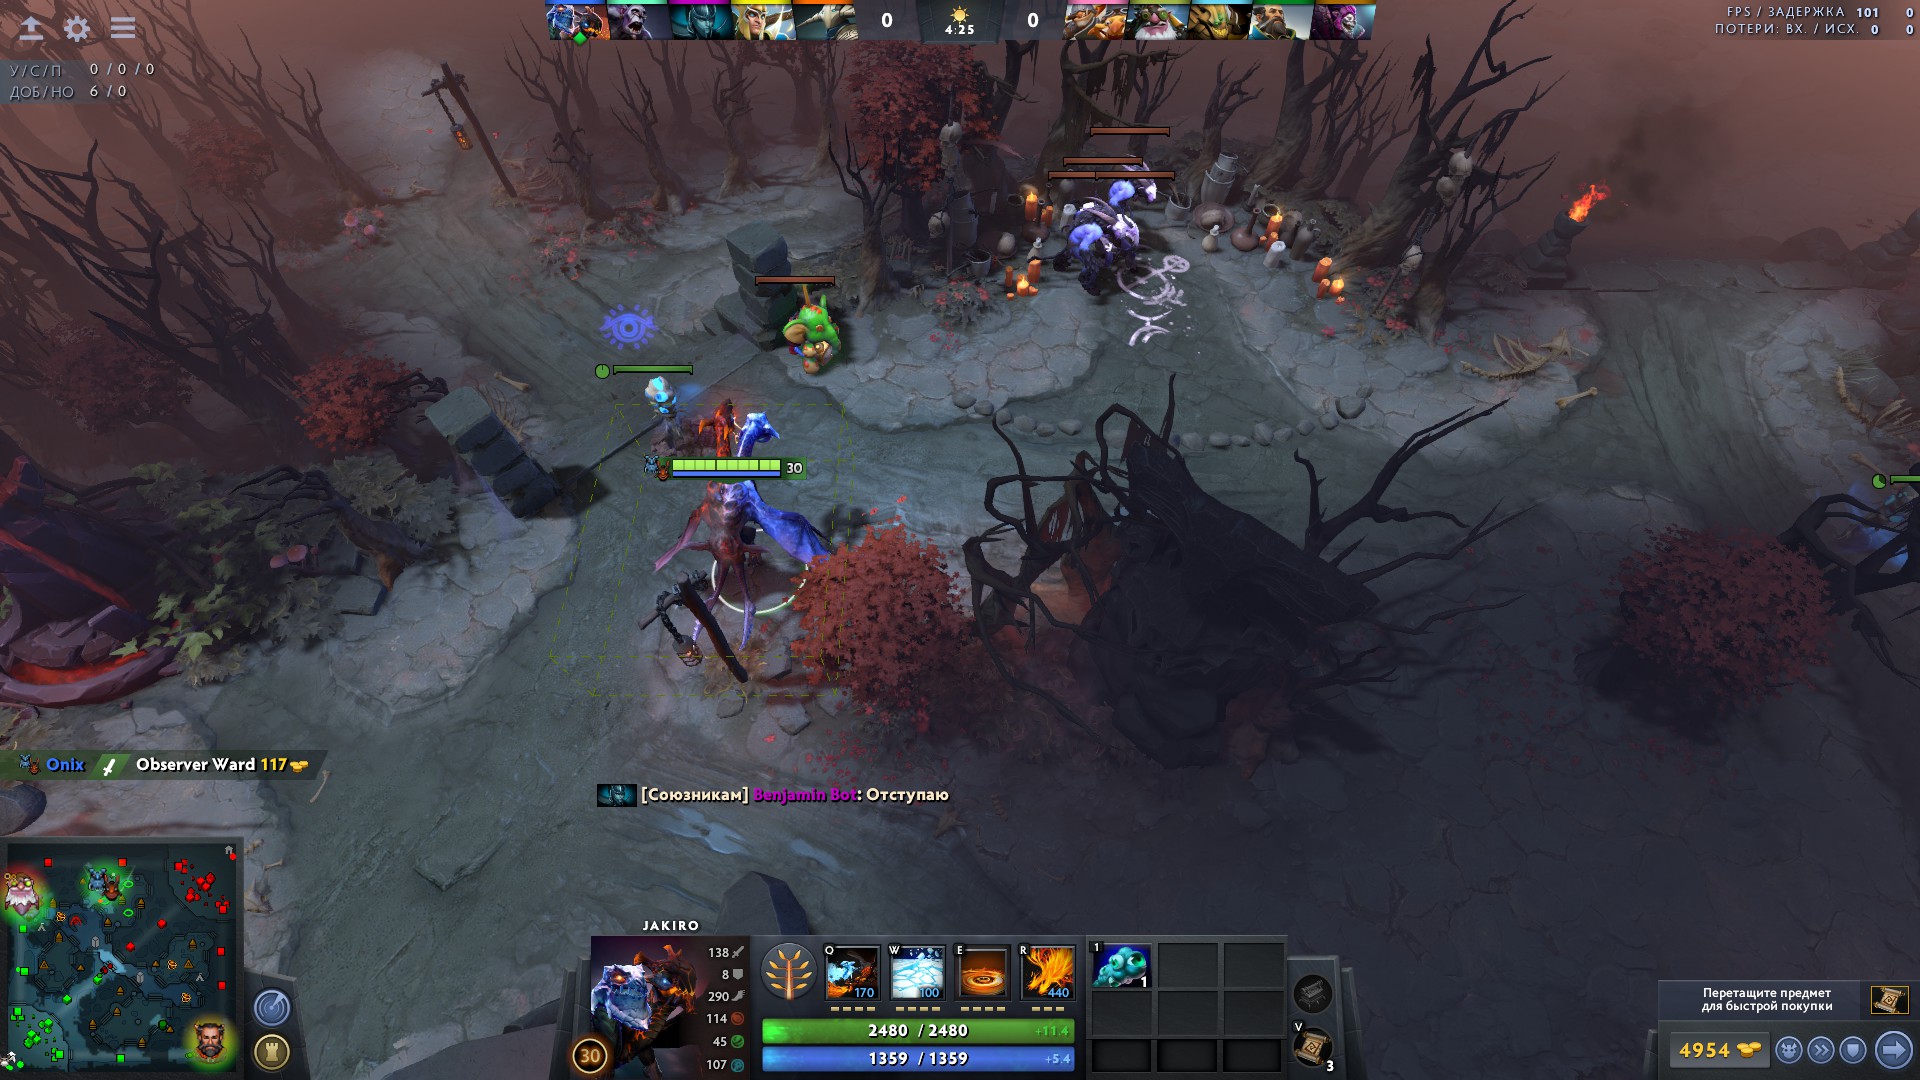 0
4:25
0
FPS / ЗАДЕРЖКА 101 0
ПОТЕРИ: ВХ. / ИСХ. 0 0
У/С/П 0 / 0 / 0
ДОБ/НО 6 / 0
30
Onix Observer Ward 117
[Союзникам] Benjamin Bot: Отступаю
JAKIRO
138
8
290
114
45
107
30
Q 170
W 100
E
R 440
2480 / 2480 +11.4
1359 / 1359 +5.4
1
1
V
3
Перетащите предмет
для быстрой покупки
4954